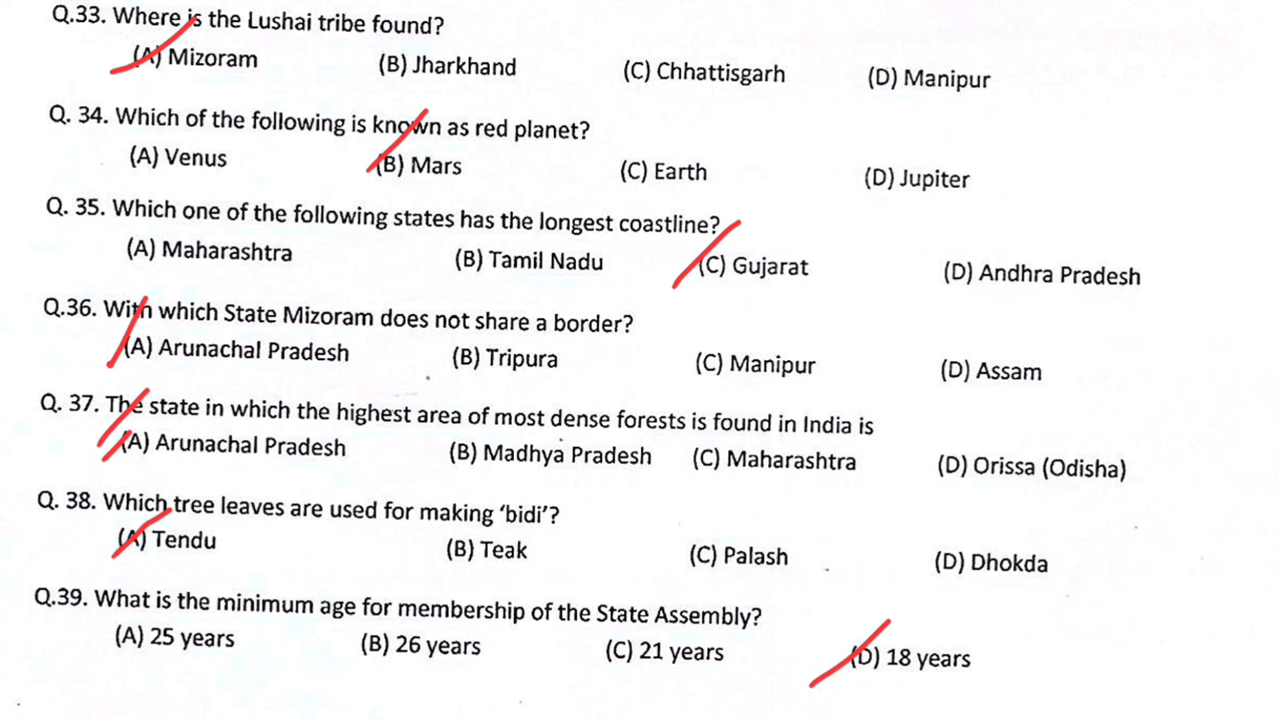 Q.33. Where is the Lushai tribe found?
(A) Mizoram (B) Jharkhand (C) Chhattisgarh (D) Manipur
Q. 34. Which of the following is known as red planet?
(A) Venus (B) Mars (C) Earth (D) Jupiter
Q. 35. Which one of the following states has the longest coastline?
(A) Maharashtra (B) Tamil Nadu (C) Gujarat (D) Andhra Pradesh
Q.36. With which State Mizoram does not share a border?
(A) Arunachal Pradesh (B) Tripura (C) Manipur (D) Assam
Q. 37. The state in which the highest area of most dense forests is found in India is
(A) Arunachal Pradesh (B) Madhya Pradesh (C) Maharashtra (D) Orissa (Odisha)
Q. 38. Which tree leaves are used for making ‘bidi’?
(A) Tendu (B) Teak (C) Palash (D) Dhokda
Q.39. What is the minimum age for membership of the State Assembly?
(A) 25 years (B) 26 years (C) 21 years (D) 18 years